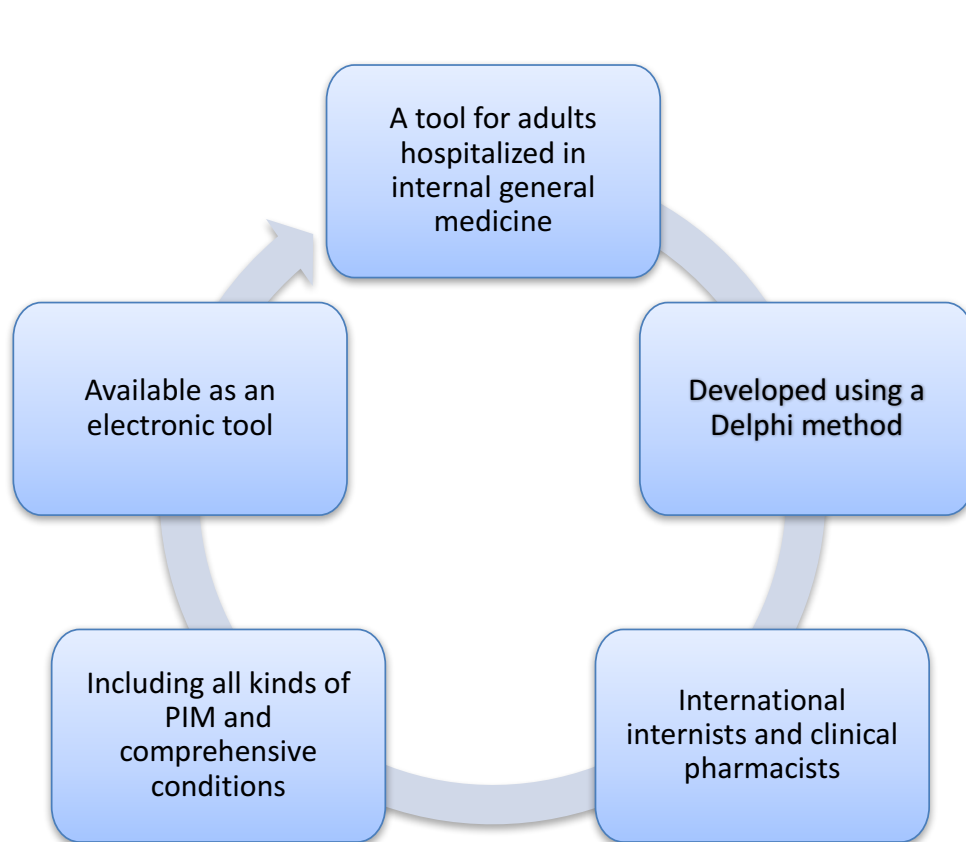 A tool for adults
hospitalized in
internal general
medicine
Developed using a
Delphi method
International
internists and clinical
pharmacists
Including all kinds of
PIM and
comprehensive
conditions
Available as an
electronic tool